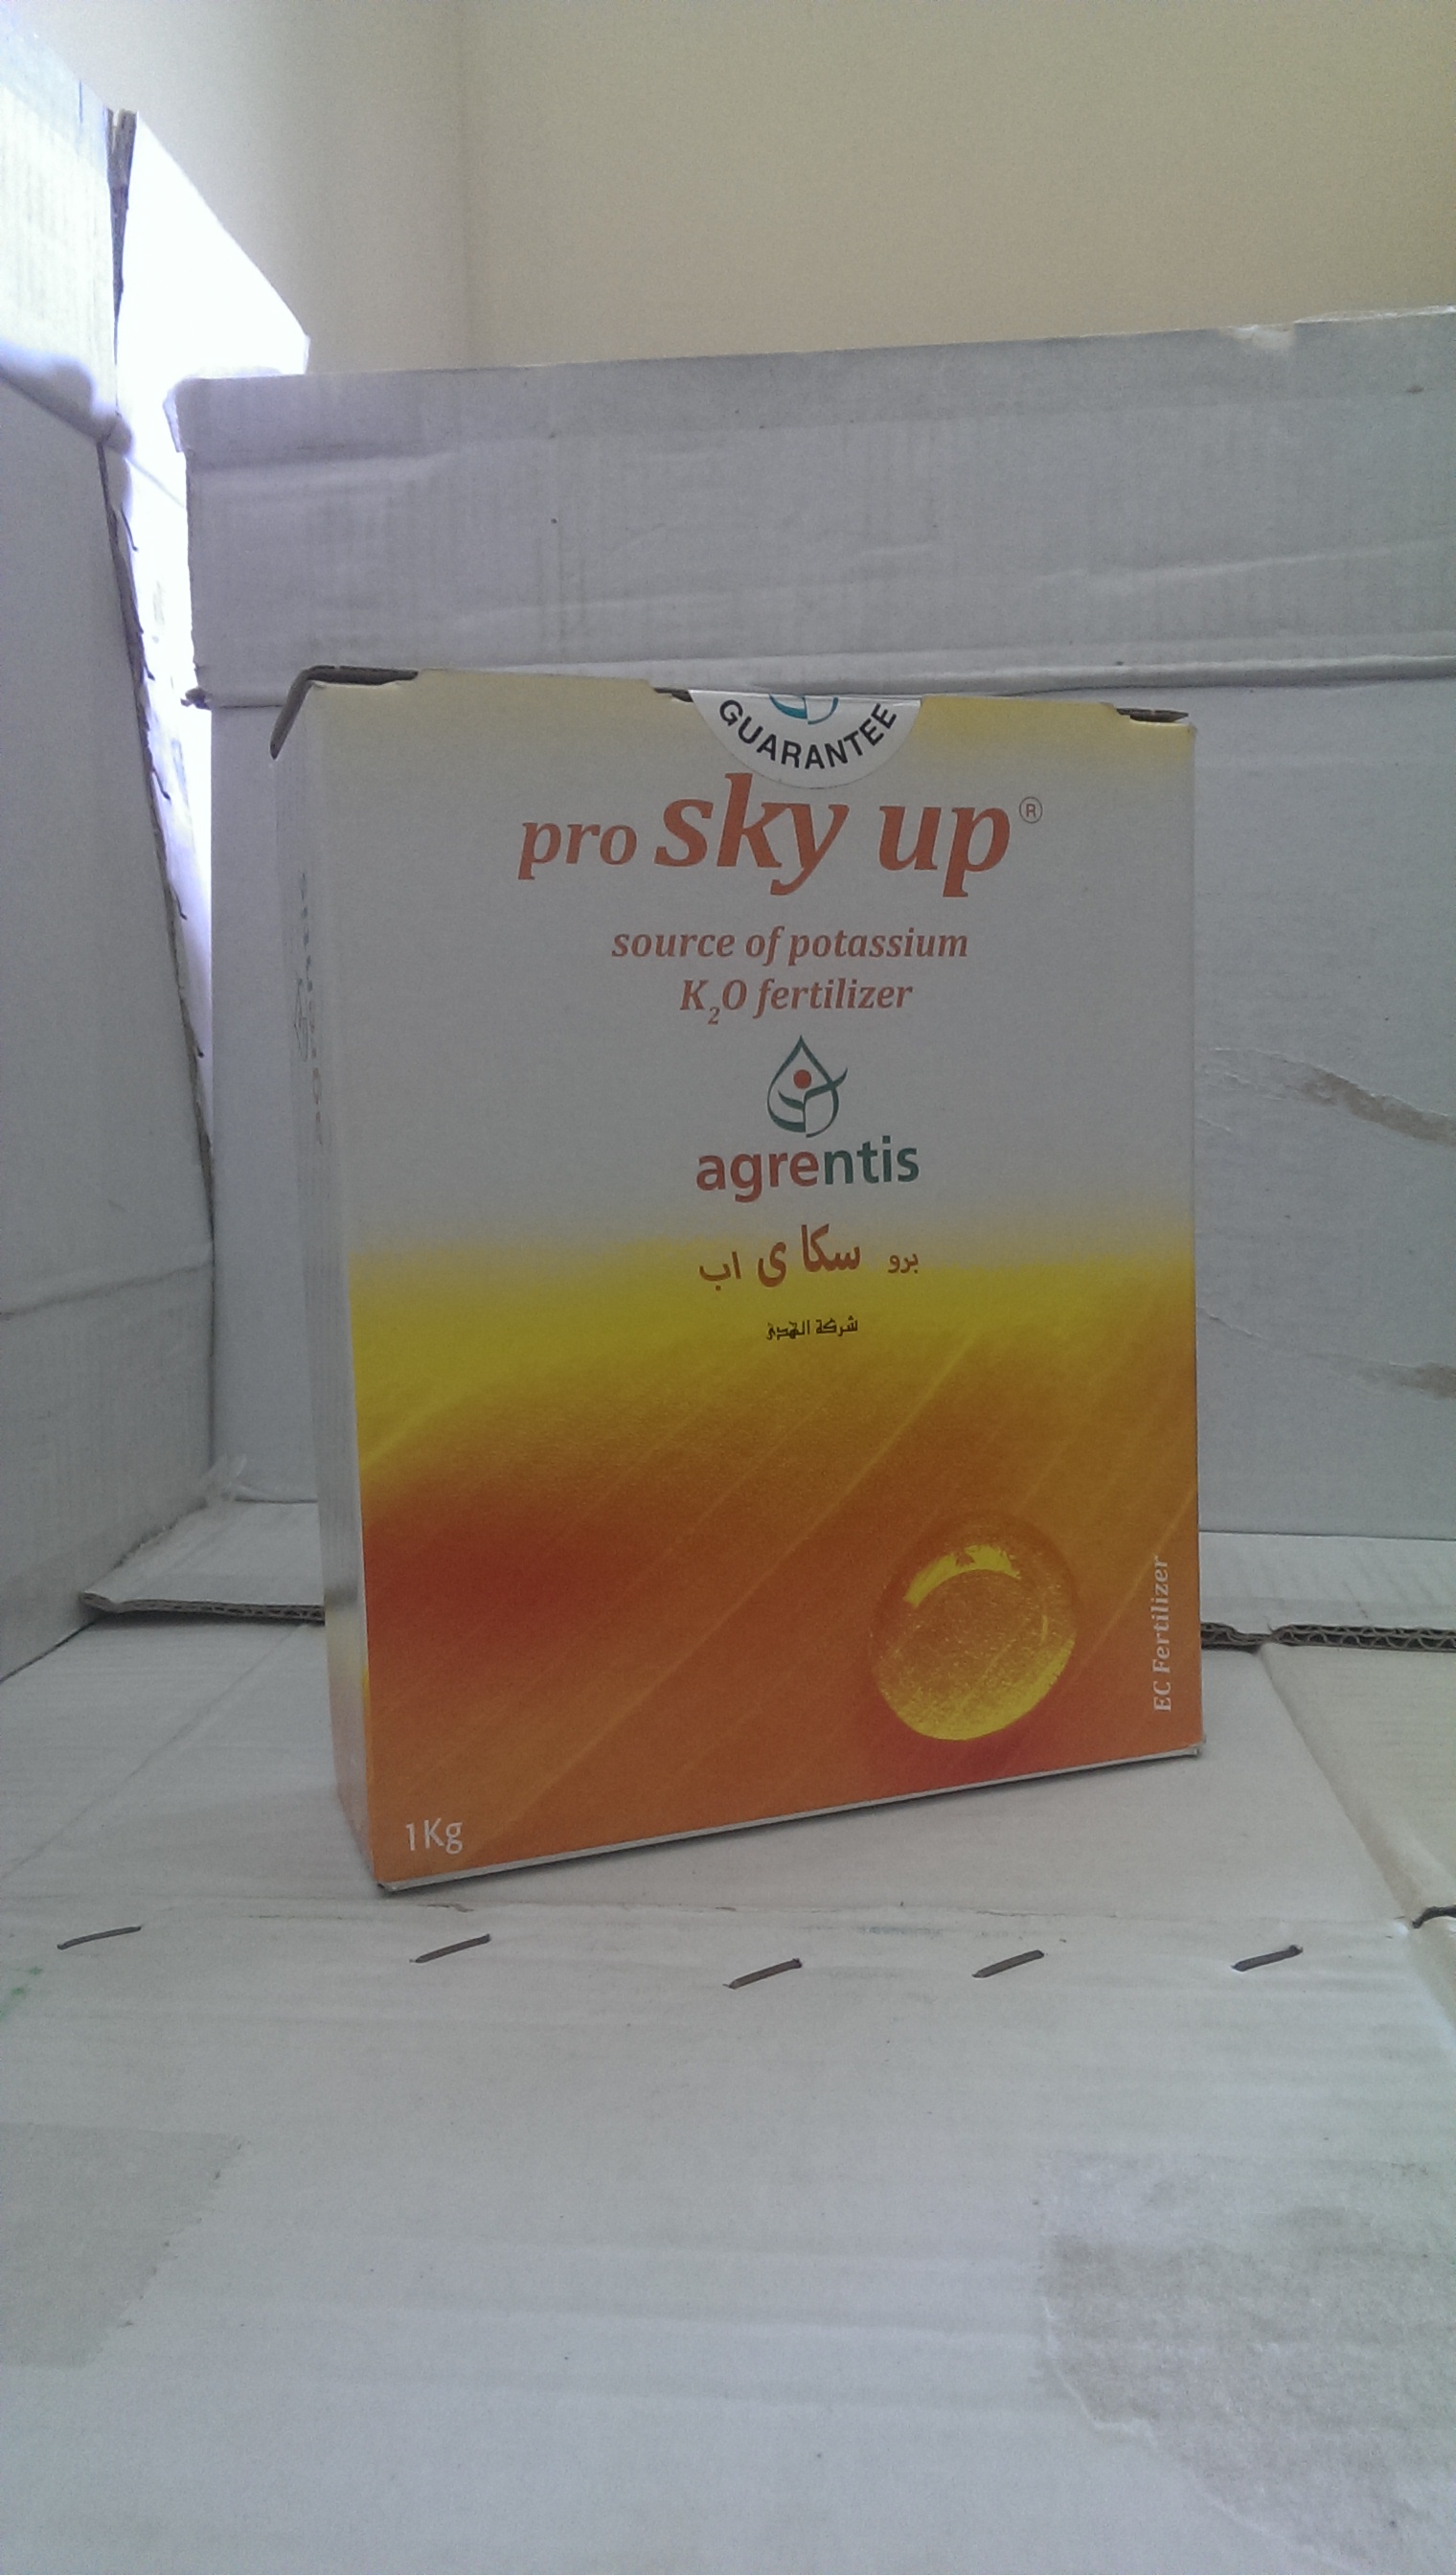 GUARANTEE
pro sky up®
source of potassium
K₂O fertilizer
agrentis
برو سكا ى اب
شركة الهدى
EC Fertilizer
1Kg